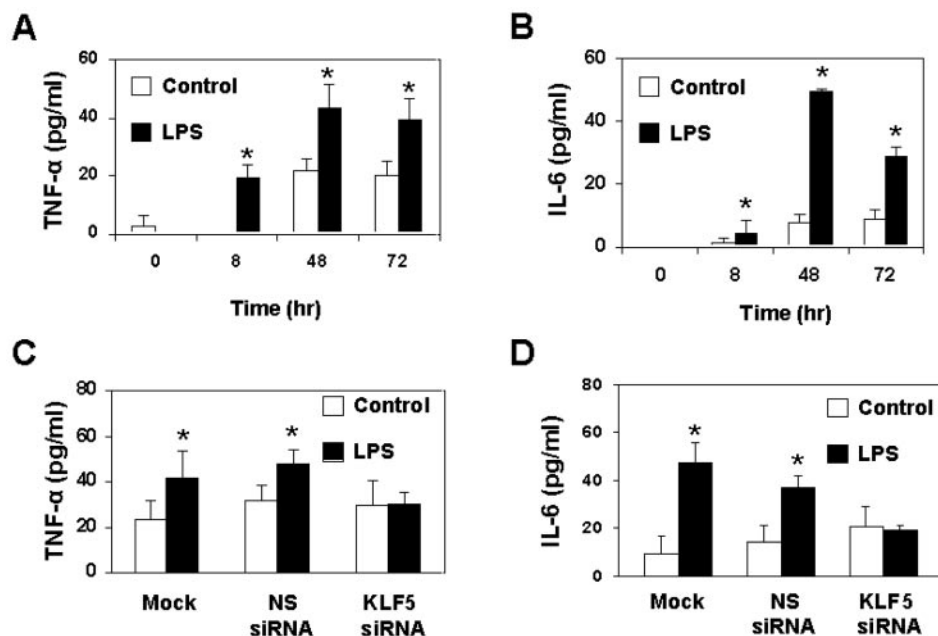 A
TNF-α (pg/ml)
60
40
20
0
Control
LPS
*
*
*
0 8 48 72
Time (hr)
B
IL-6 (pg/ml)
60
40
20
0
Control
LPS
*
*
*
0 8 48 72
Time (hr)
C
TNF-α (pg/ml)
80
60
40
20
0
Control
LPS
*
*
Mock NS KLF5
siRNA siRNA
D
IL-6 (pg/ml)
80
60
40
20
0
Control
LPS
*
*
Mock NS KLF5
siRNA siRNA